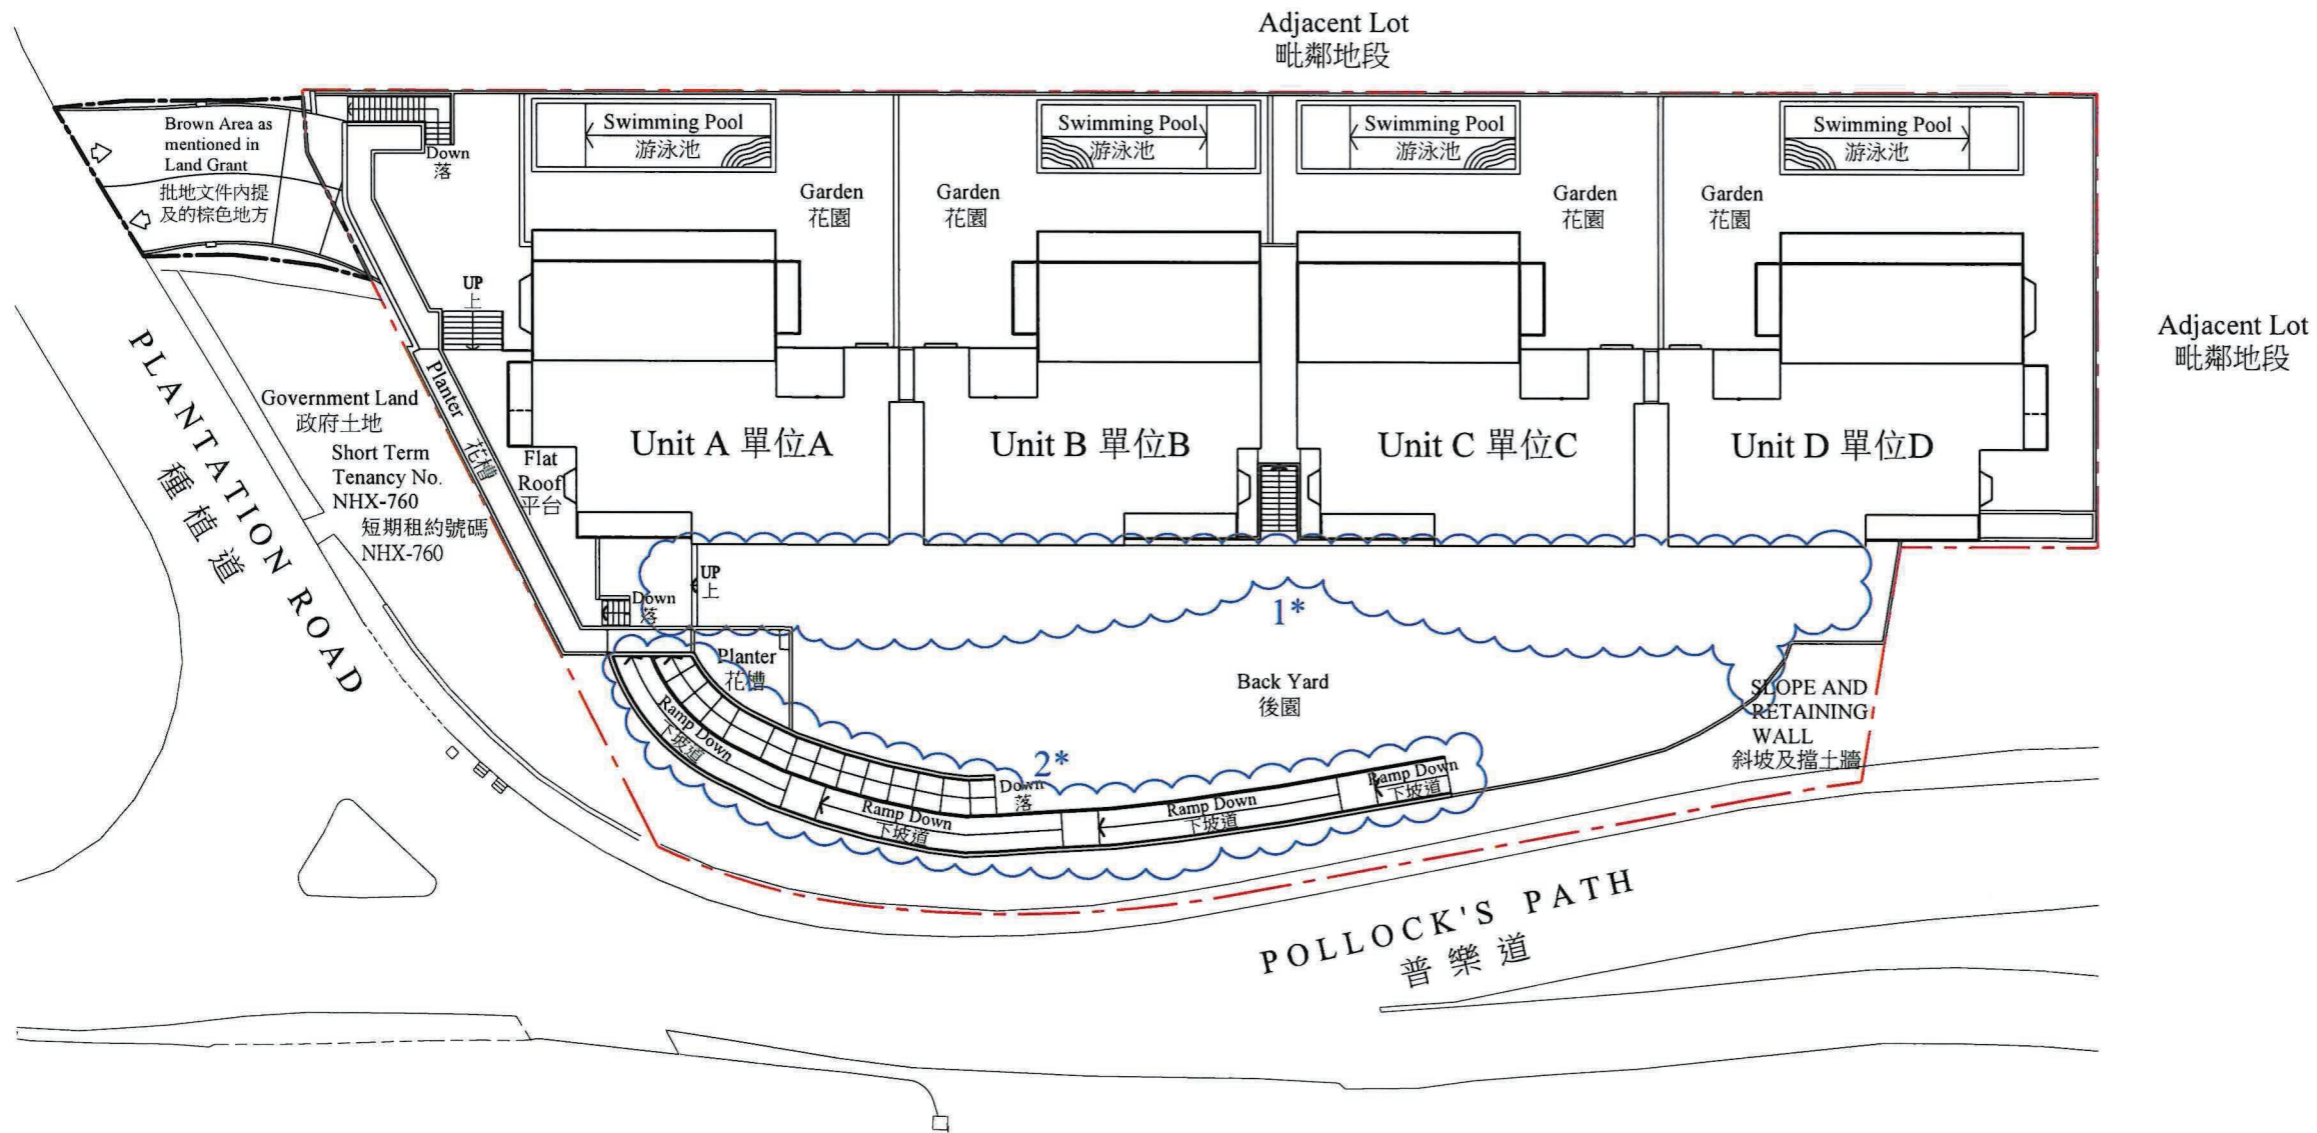 Adjacent Lot
毗鄰地段
Brown Area as
mentioned in
Land Grant
批地文件內提
及的棕色地方
Down
落
Swimming Pool
游泳池
Swimming Pool
游泳池
Swimming Pool
游泳池
Swimming Pool
游泳池
Garden
花園
Garden
花園
Garden
花園
Garden
花園
UP
上
Adjacent Lot
毗鄰地段
PLANTATION ROAD
種植道
Government Land
政府土地
Short Term
Tenancy No.
NHX-760
短期租約號碼
NHX-760
Planter
花槽
Flat
Roof
平台
Unit A 單位A
Unit B 單位B
Unit C 單位C
Unit D 單位D
UP
上
Down
落
1*
Planter
花槽
Back Yard
後園
SLOPE AND
RETAINING
WALL
斜坡及擋土牆
Ramp Down
下坡道
2*
Down
落
Ramp Down
下坡道
Ramp Down
下坡道
Ramp Down
下坡道
POLLOCK'S PATH
普樂道